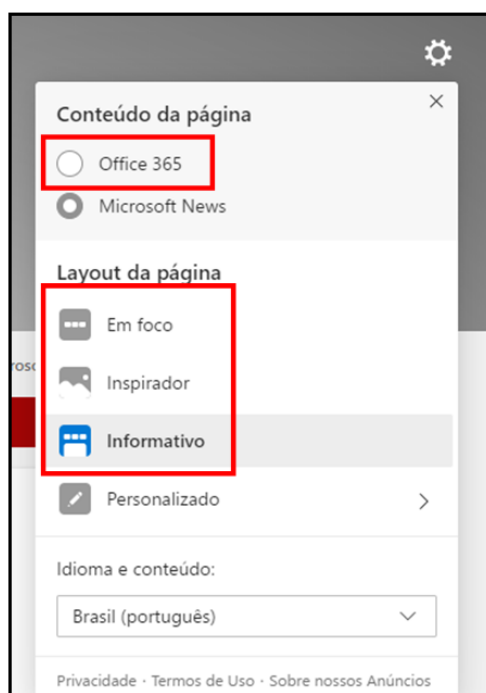 Conteúdo da página
Office 365
Microsoft News
Layout da página
Em foco
Inspirador
Informativo
Personalizado
Idioma e conteúdo:
Brasil (português)
Privacidade · Termos de Uso · Sobre nossos Anúncios